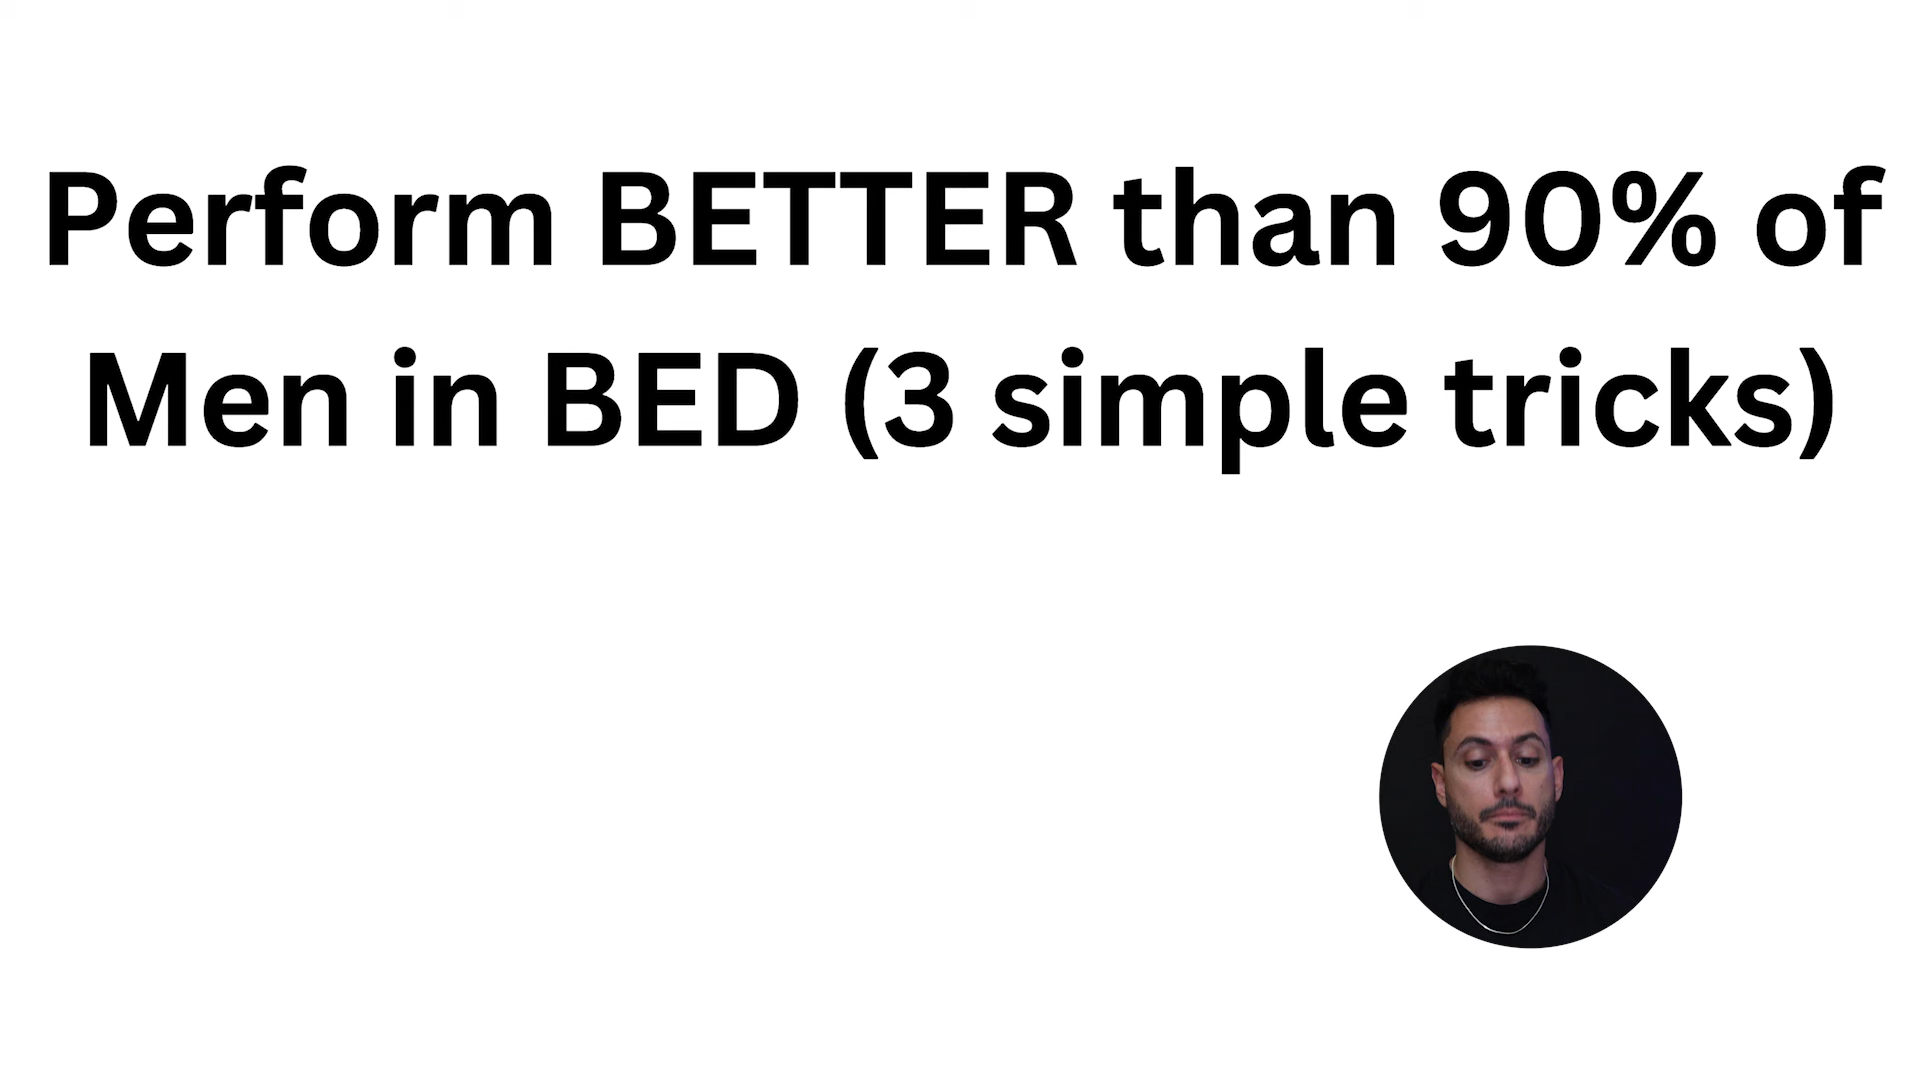 Perform BETTER than 90% of
Men in BED (3 simple tricks)